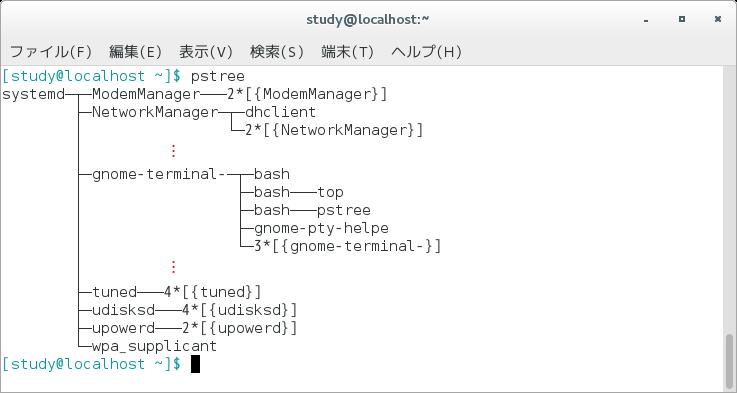 study@localhost:~
ファイル(F) 編集(E) 表示(V) 検索(S) 端末(T) ヘルプ(H)
[study@localhost ~]$ pstree
systemd─┬─ModemManager───2*[{ModemManager}]
        ├─NetworkManager─┬─dhclient
        │                └─2*[{NetworkManager}]
        │          ⋮
        ├─gnome-terminal-─┬─bash
        │                 ├─bash───top
        │                 ├─bash───pstree
        │                 ├─gnome-pty-helpe
        │                 └─3*[{gnome-terminal-}]
        │          ⋮
        ├─tuned───4*[{tuned}]
        ├─udisksd───4*[{udisksd}]
        ├─upowerd───2*[{upowerd}]
        └─wpa_supplicant
[study@localhost ~]$